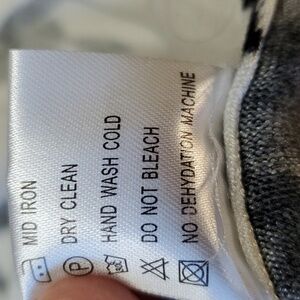 MID IRON
DRY CLEAN
HAND WASH COLD
DO NOT BLEACH
NO DEHYDATION MACHINE